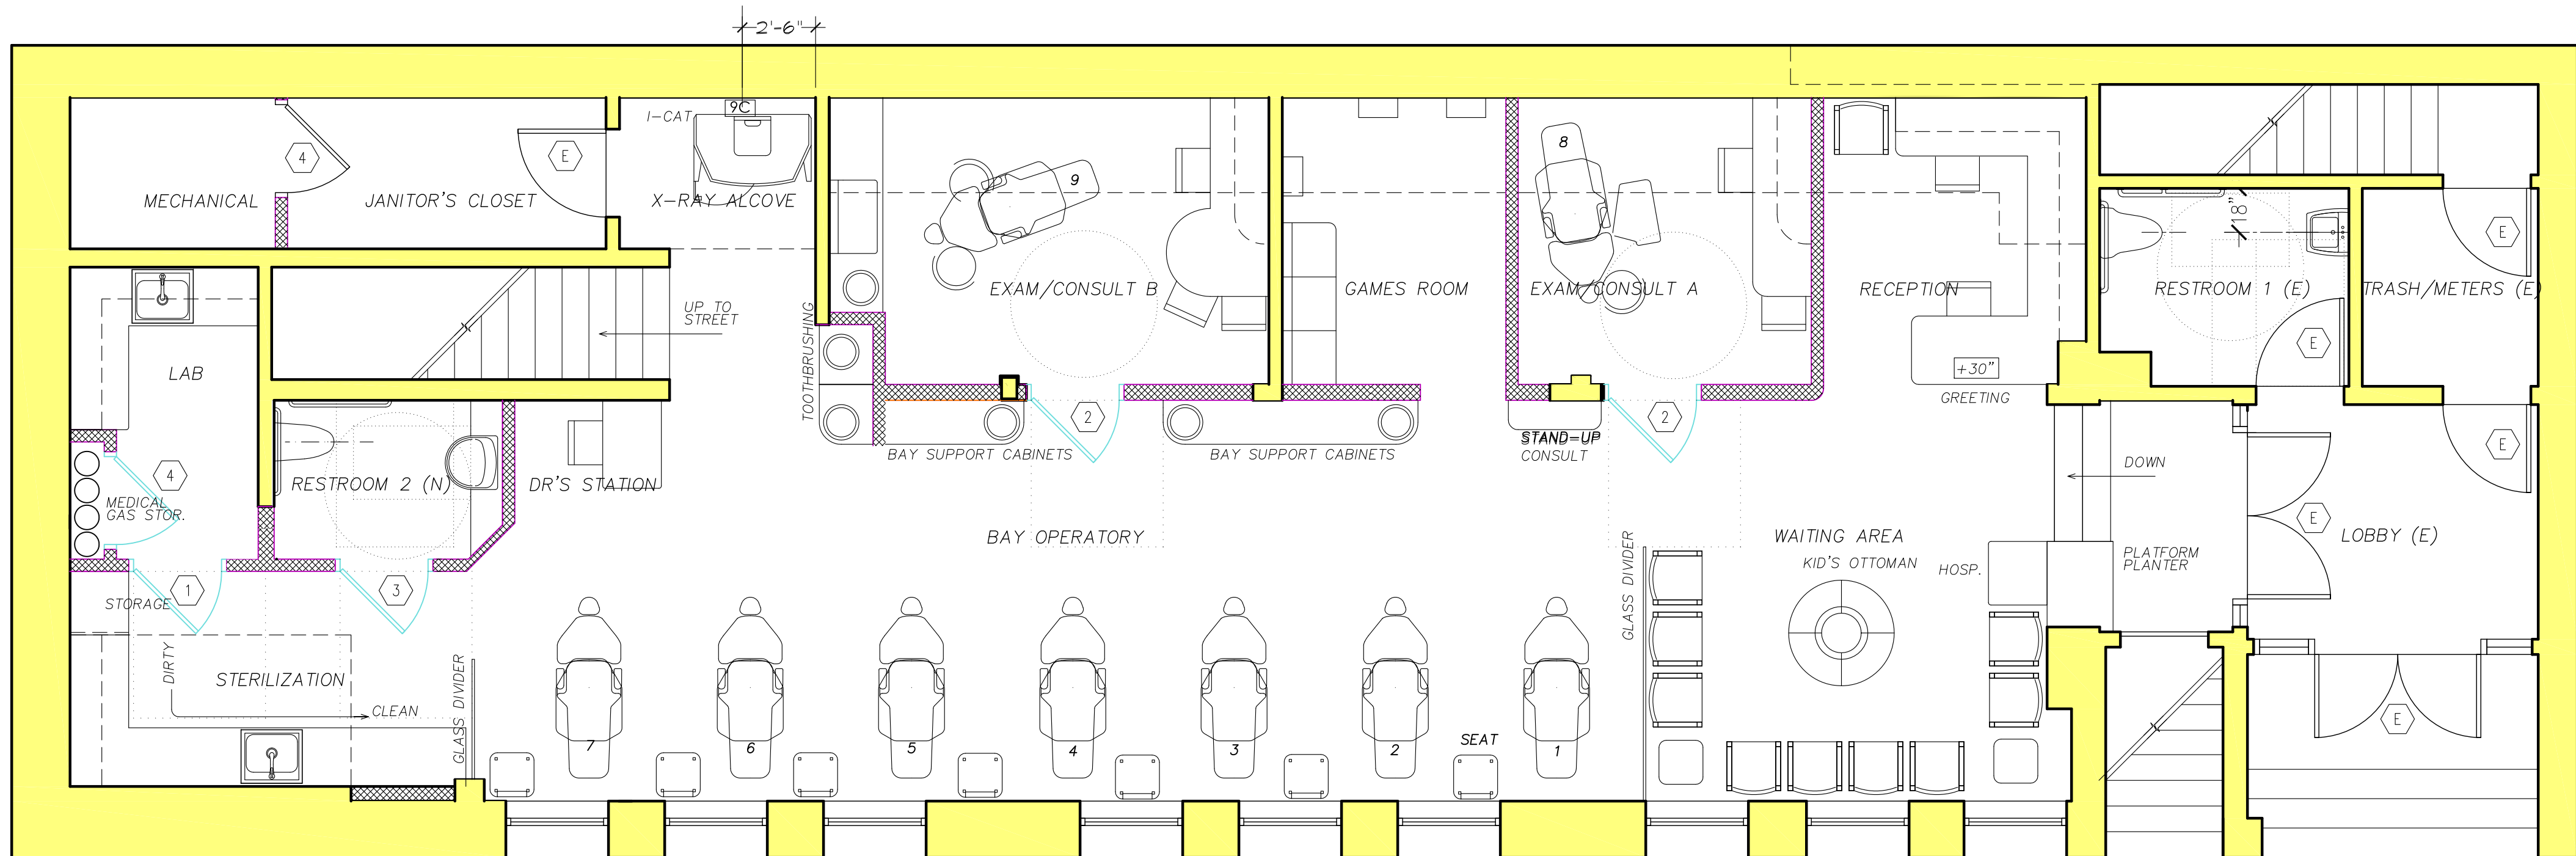 2'-6"
9C
I-CAT
4
E
MECHANICAL
JANITOR'S CLOSET
X-RAY ALCOVE
9
8
18"
E
EXAM/CONSULT B
GAMES ROOM
EXAM/CONSULT A
RECEPTION
RESTROOM 1 (E)
TRASH/METERS (E)
UP TO
STREET
TOOTHBRUSHING
E
LAB
+30"
GREETING
2
2
STAND-UP
CONSULT
BAY SUPPORT CABINETS
BAY SUPPORT CABINETS
E
DOWN
4
RESTROOM 2 (N)
DR'S STATION
MEDICAL
GAS STOR.
E
BAY OPERATORY
GLASS DIVIDER
WAITING AREA
KID'S OTTOMAN
HOSP.
PLATFORM
PLANTER
LOBBY (E)
1
3
STORAGE
DIRTY
STERILIZATION
CLEAN
GLASS DIVIDER
E
7
6
5
4
3
2
SEAT
1